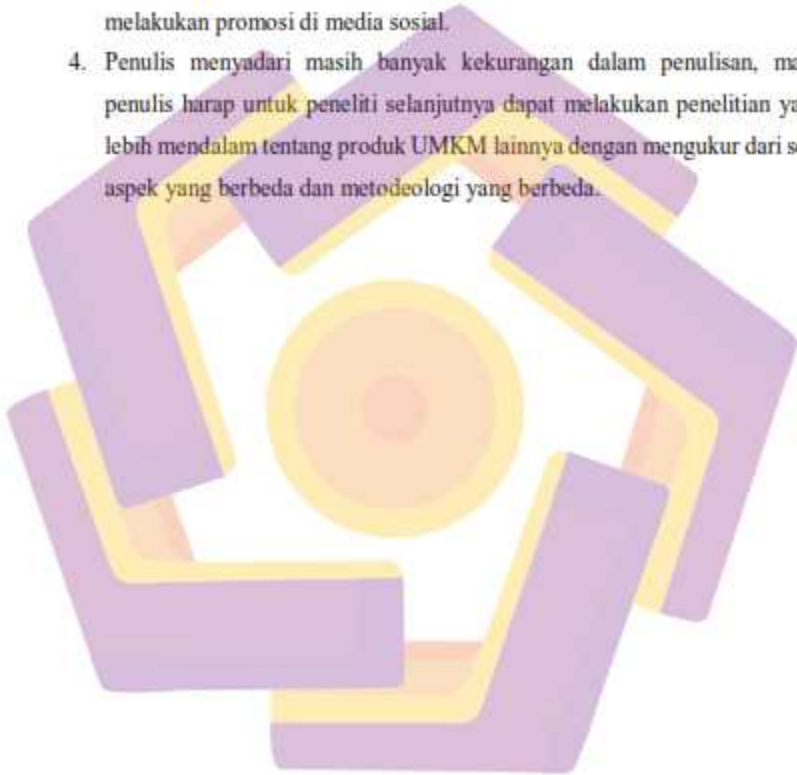 melakukan promosi di media sosial.
4. Penulis menyadari masih banyak kekurangan dalam penulisan, ma
penulis harap untuk peneliti selanjutnya dapat melakukan penelitian ya
lebih mendalam tentang produk UMKM lainnya dengan mengukur dari se
aspek yang berbeda dan metodeologi yang berbeda.